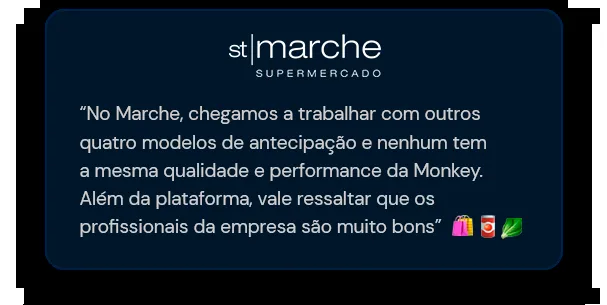 st|marche
SUPERMERCADO
“No Marche, chegamos a trabalhar com outros
quatro modelos de antecipação e nenhum tem
a mesma qualidade e performance da Monkey.
Além da plataforma, vale ressaltar que os
profissionais da empresa são muito bons” 🛍️🥫🥬